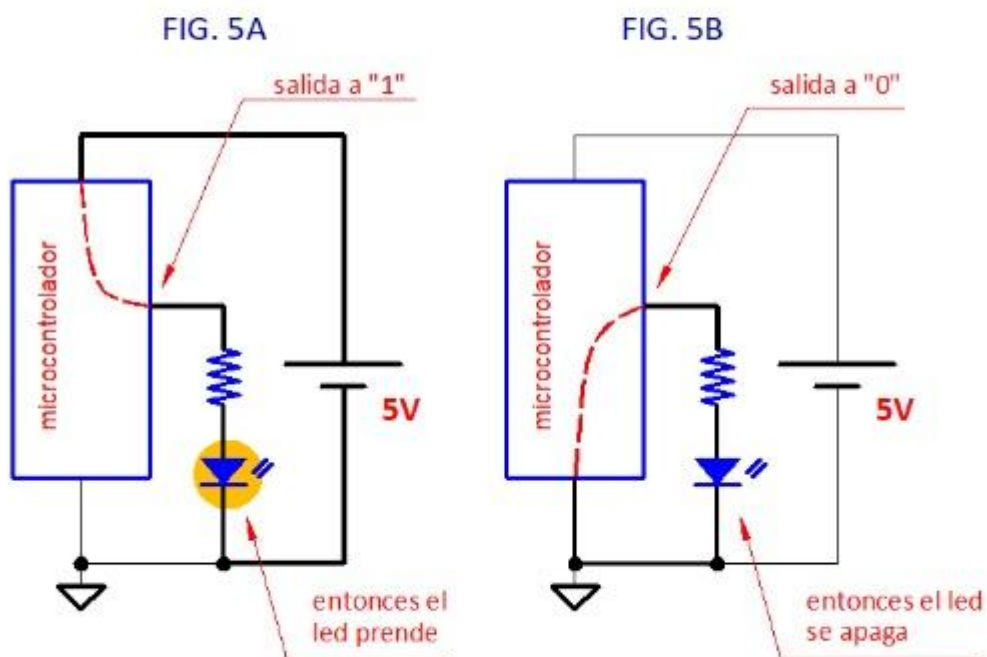 FIG. 5A
FIG. 5B
salida a "1"
salida a "0"
microcontrolador
microcontrolador
5V
5V
entonces el
led prende
entonces el led
se apaga